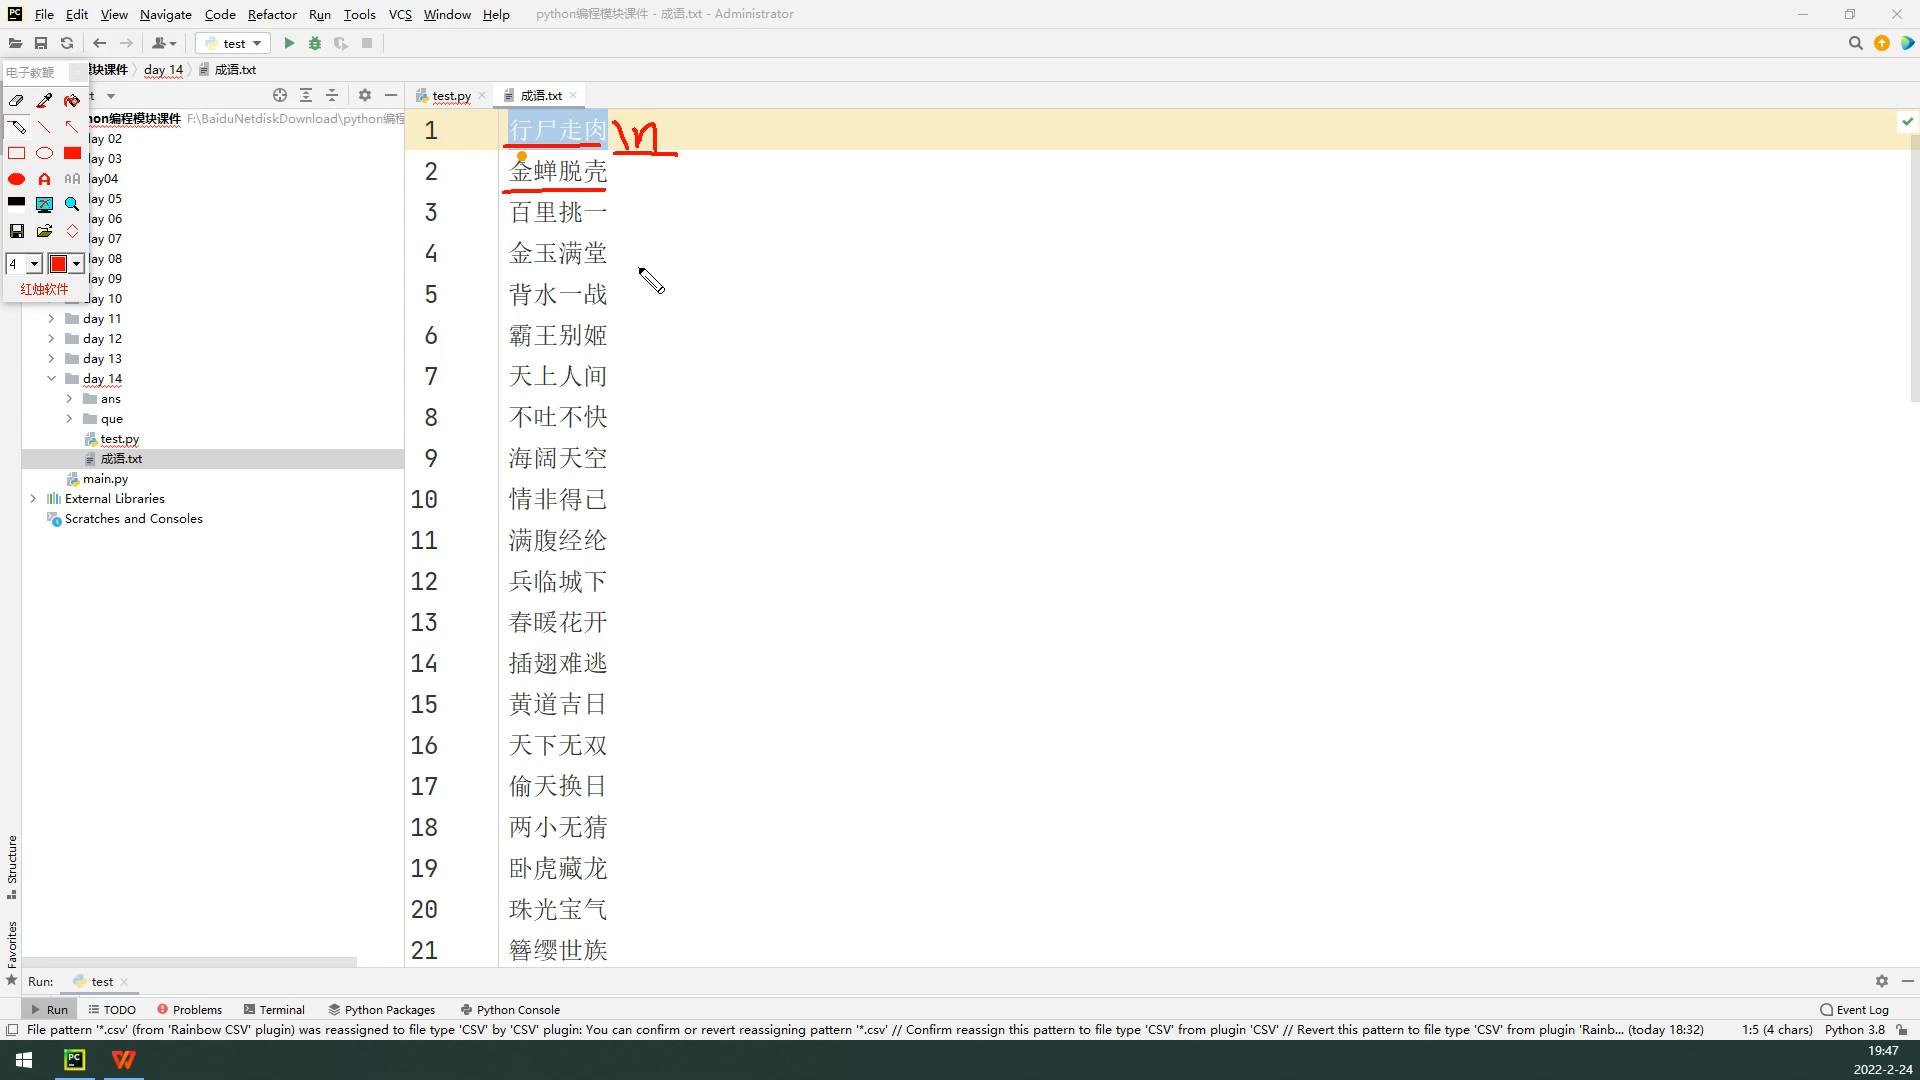 File Edit View Navigate Code Refactor Run Tools VCS Window Help python编程模块课件 - 成语.txt - Administrator
test
电子教鞭
模块课件 day 14 成语.txt
test.py 成语.txt
4
红烛软件
hon编程模块课件 F:\BaiduNetdiskDownload\python编程
day 02
day 03
day04
day 05
day 06
day 07
day 08
day 09
day 10
day 11
day 12
day 13
day 14
ans
que
test.py
成语.txt
main.py
External Libraries
Scratches and Consoles
1 行尸走肉 \n
2 金蝉脱壳
3 百里挑一
4 金玉满堂
5 背水一战
6 霸王别姬
7 天上人间
8 不吐不快
9 海阔天空
10 情非得已
11 满腹经纶
12 兵临城下
13 春暖花开
14 插翅难逃
15 黄道吉日
16 天下无双
17 偷天换日
18 两小无猜
19 卧虎藏龙
20 珠光宝气
21 簪缨世族
Structure
Favorites
Run: test
Run TODO Problems Terminal Python Packages Python Console Event Log
File pattern '*.csv' (from 'Rainbow CSV' plugin) was reassigned to file type 'CSV' by 'CSV' plugin: You can confirm or revert reassigning pattern '*.csv' // Confirm reassign this pattern to file type 'CSV' from plugin 'CSV' // Revert this pattern to file type 'CSV' from plugin 'Rainb... (today 18:32) 1:5 (4 chars) Python 3.8
19:47
2022-2-24